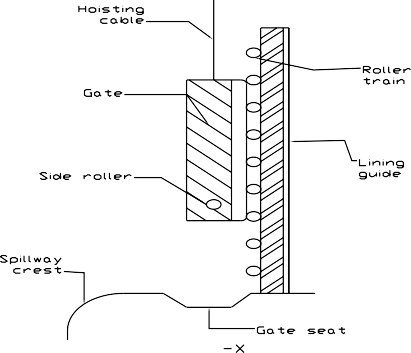 Hoisting
cable
Roller
train
Gate
Lining
guide
Side roller
Spillway
crest
Gate seat
-X